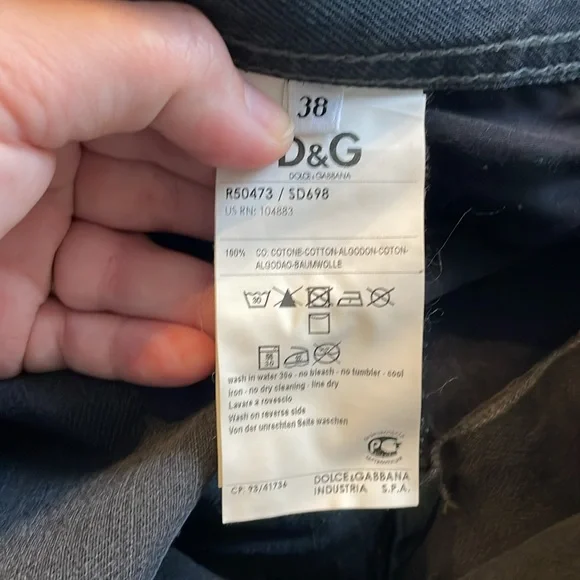 38
D&G
DOLCE&GABBANA
R50473 / SD698
US RN: 104883
100% CO: COTONE-COTTON-ALGODON-COTON-
ALGODAO-BAUMWOLLE
30
wash in water 30c - no bleach - no tumbler - cool
iron - no dry cleaning - line dry
Lavare a rovescio
Wash on reverse side
Von der unrechten Seite waschen
CP: 93/41736
DOLCE&GABBANA
INDUSTRIA S.P.A.